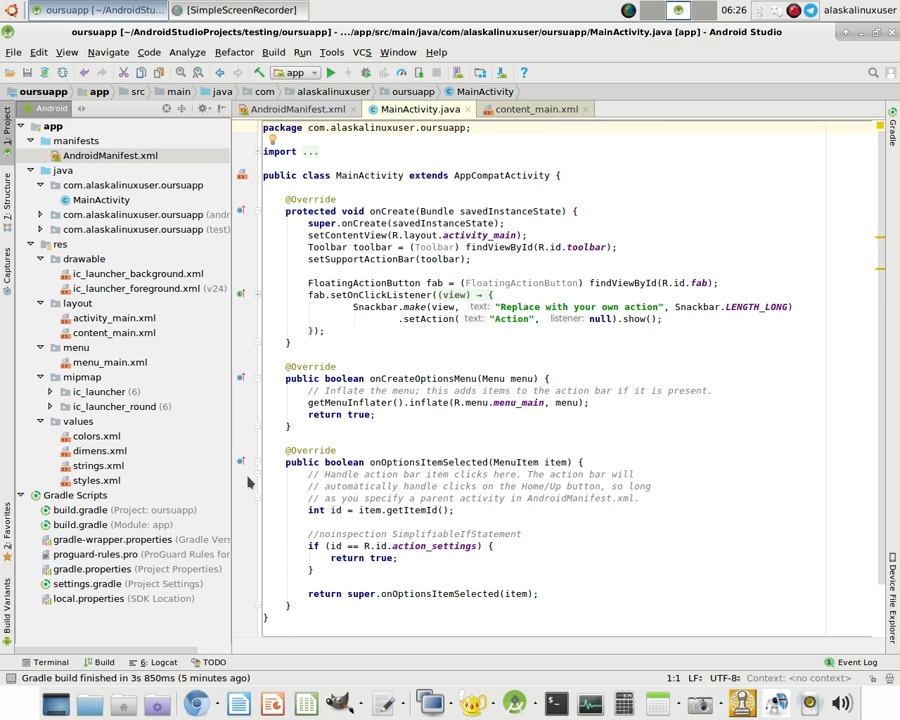 oursuapp [~/AndroidStu...
[SimpleScreenRecorder]
06:26
alaskalinuxuser
oursuapp [~/AndroidStudioProjects/testing/oursuapp] - .../app/src/main/java/com/alaskalinuxuser/oursuapp/MainActivity.java [app] - Android Studio
File Edit View Navigate Code Analyze Refactor Build Run Tools VCS Window Help
app
oursuapp app src main java com alaskalinuxuser oursuapp MainActivity
Android
AndroidManifest.xml MainActivity.java content_main.xml
1: Project
7: Structure
Captures
2: Favorites
Build Variants
app
manifests
AndroidManifest.xml
java
com.alaskalinuxuser.oursuapp
MainActivity
com.alaskalinuxuser.oursuapp (andr
com.alaskalinuxuser.oursuapp (test)
res
drawable
ic_launcher_background.xml
ic_launcher_foreground.xml (v24)
layout
activity_main.xml
content_main.xml
menu
menu_main.xml
mipmap
ic_launcher (6)
ic_launcher_round (6)
values
colors.xml
dimens.xml
strings.xml
styles.xml
Gradle Scripts
build.gradle (Project: oursuapp)
build.gradle (Module: app)
gradle-wrapper.properties (Gradle Vers
proguard-rules.pro (ProGuard Rules for
gradle.properties (Project Properties)
settings.gradle (Project Settings)
local.properties (SDK Location)
package com.alaskalinuxuser.oursuapp;
import ...
public class MainActivity extends AppCompatActivity {
@Override
protected void onCreate(Bundle savedInstanceState) {
super.onCreate(savedInstanceState);
setContentView(R.layout.activity_main);
Toolbar toolbar = (Toolbar) findViewById(R.id.toolbar);
setSupportActionBar(toolbar);
FloatingActionButton fab = (FloatingActionButton) findViewById(R.id.fab);
fab.setOnClickListener((view) → {
Snackbar.make(view, text: "Replace with your own action", Snackbar.LENGTH_LONG)
.setAction( text: "Action", listener: null).show();
});
}
@Override
public boolean onCreateOptionsMenu(Menu menu) {
// Inflate the menu; this adds items to the action bar if it is present.
getMenuInflater().inflate(R.menu.menu_main, menu);
return true;
}
@Override
public boolean onOptionsItemSelected(MenuItem item) {
// Handle action bar item clicks here. The action bar will
// automatically handle clicks on the Home/Up button, so long
// as you specify a parent activity in AndroidManifest.xml.
int id = item.getItemId();
//noinspection SimplifiableIfStatement
if (id == R.id.action_settings) {
return true;
}
return super.onOptionsItemSelected(item);
}
}
Gradle
Device File Explorer
Terminal Build 6: Logcat TODO
Event Log
Gradle build finished in 3s 850ms (5 minutes ago)
1:1 LF÷ UTF-8÷ Context: <no context>